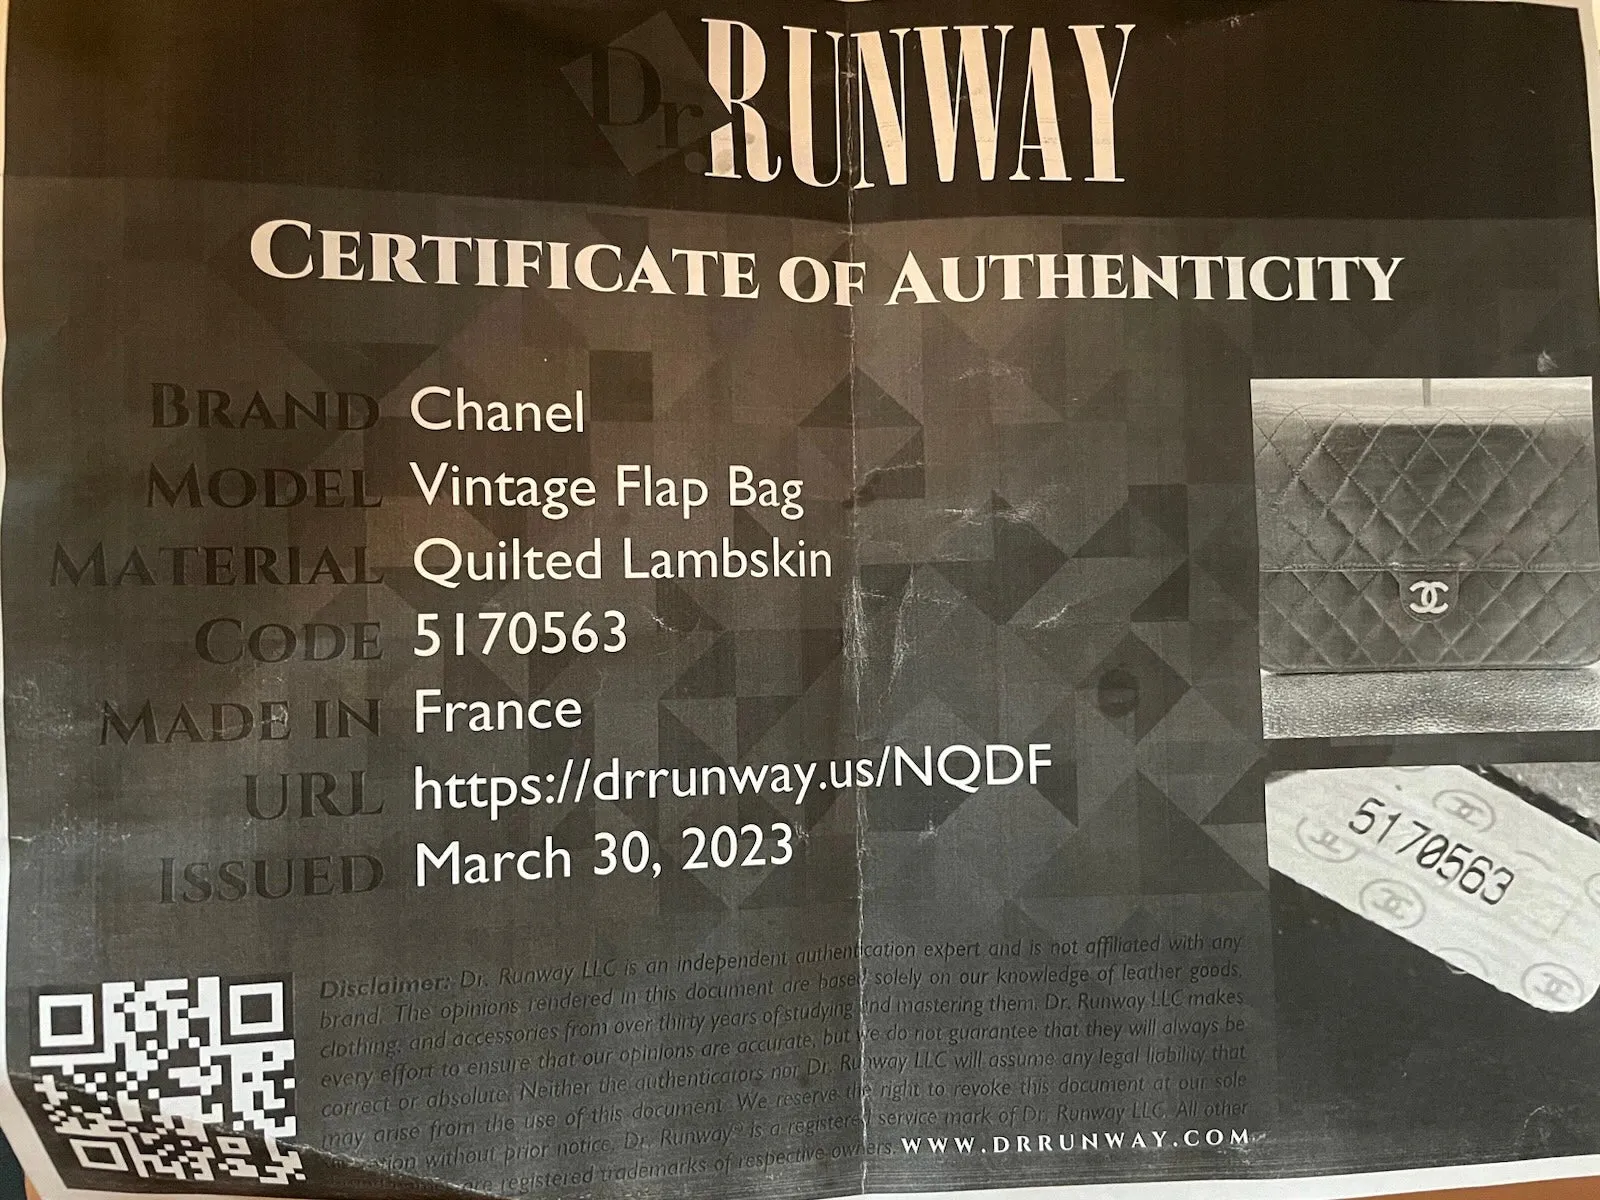 Dr. RUNWAY
CERTIFICATE OF AUTHENTICITY
BRAND Chanel
MODEL Vintage Flap Bag
MATERIAL Quilted Lambskin
CODE 5170563
MADE IN France
URL https://drrunway.us/NQDF
ISSUED March 30, 2023
5170563
Disclaimer: Dr. Runway LLC is an independent authentication expert and is not affiliated with any
brand. The opinions rendered in this document are based solely on our knowledge of leather goods,
clothing, and accessories from over thirty years of studying and mastering them. Dr. Runway LLC makes
every effort to ensure that our opinions are accurate, but we do not guarantee that they will always be
correct or absolute. Neither the authenticators nor Dr. Runway LLC will assume any legal liability that
may arise from the use of this document. We reserve the right to revoke this document at our sole
without prior notice. Dr. Runway® is a registered service mark of Dr. Runway LLC. All other
are registered trademarks of respective owners.
WWW.DRRUNWAY.COM